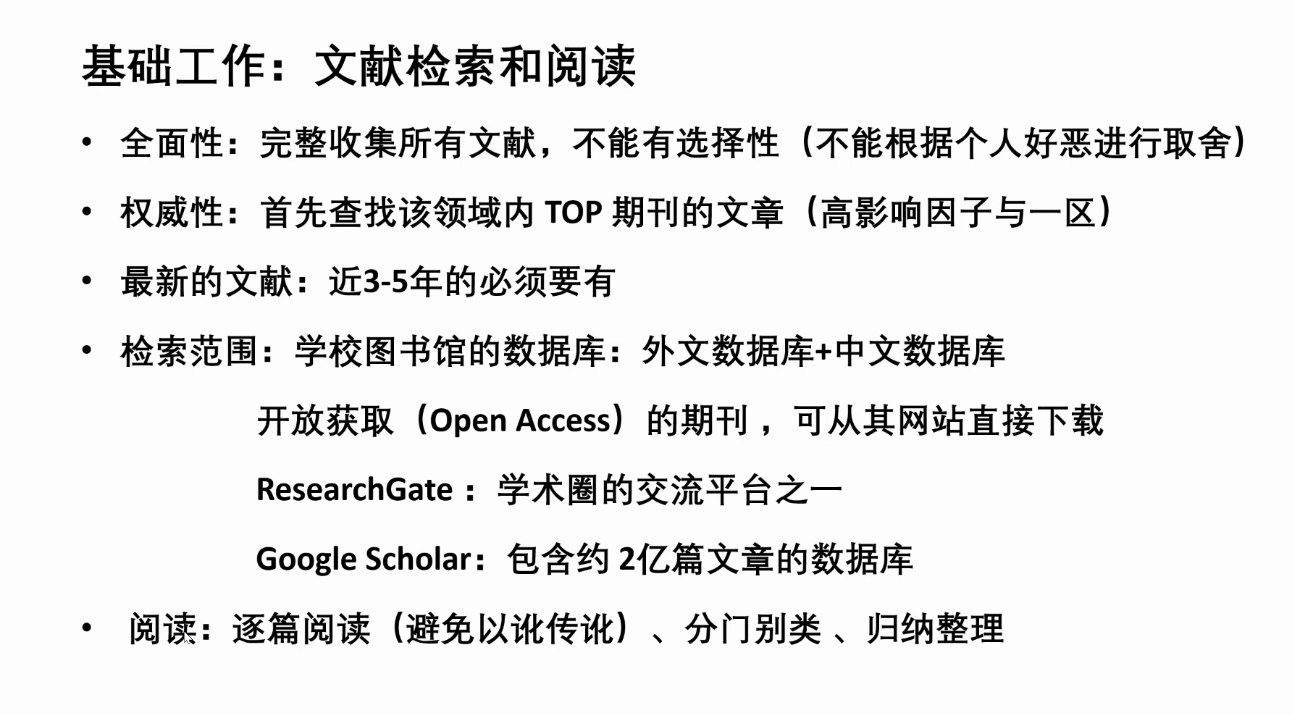 基础工作：文献检索和阅读
• 全面性：完整收集所有文献，不能有选择性（不能根据个人好恶进行取舍）
• 权威性：首先查找该领域内 TOP 期刊的文章（高影响因子与一区）
• 最新的文献：近3-5年的必须要有
• 检索范围：学校图书馆的数据库：外文数据库+中文数据库
开放获取（Open Access）的期刊 ，可从其网站直接下载
ResearchGate ：学术圈的交流平台之一
Google Scholar：包含约 2亿篇文章的数据库
• 阅读：逐篇阅读（避免以讹传讹）、分门别类 、归纳整理